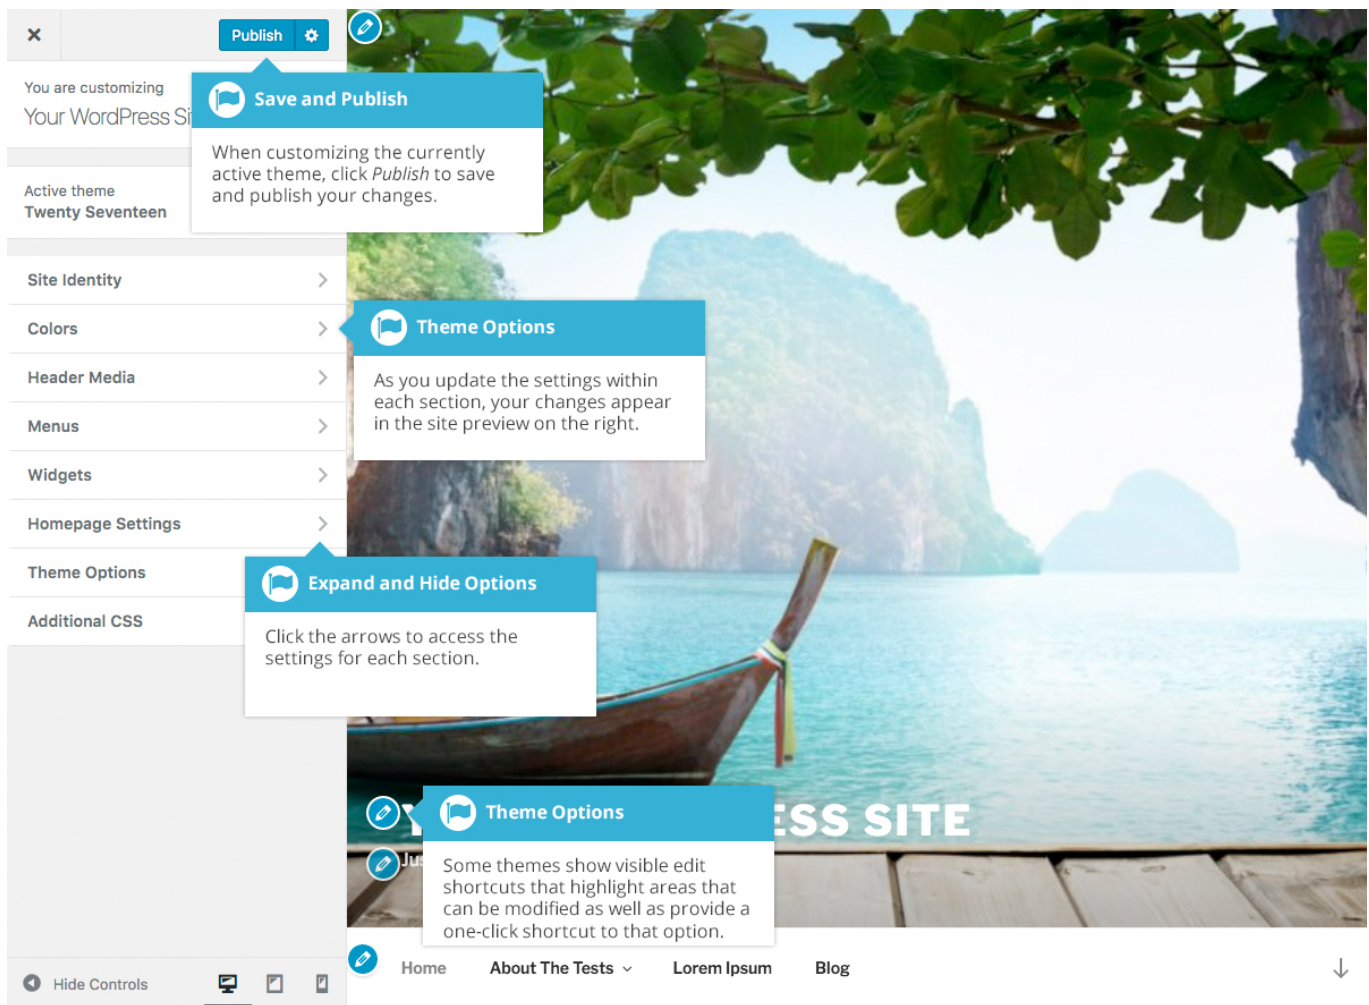 Publish
You are customizing
Your WordPress Si
Save and Publish
When customizing the currently
active theme, click Publish to save
and publish your changes.
Active theme
Twenty Seventeen
Site Identity
Colors
Header Media
Menus
Widgets
Homepage Settings
Theme Options
Additional CSS
Theme Options
As you update the settings within
each section, your changes appear
in the site preview on the right.
Expand and Hide Options
Click the arrows to access the
settings for each section.
Theme Options
Some themes show visible edit
shortcuts that highlight areas that
can be modified as well as provide a
one-click shortcut to that option.
ESS SITE
Hide Controls
Home About The Tests Lorem Ipsum Blog